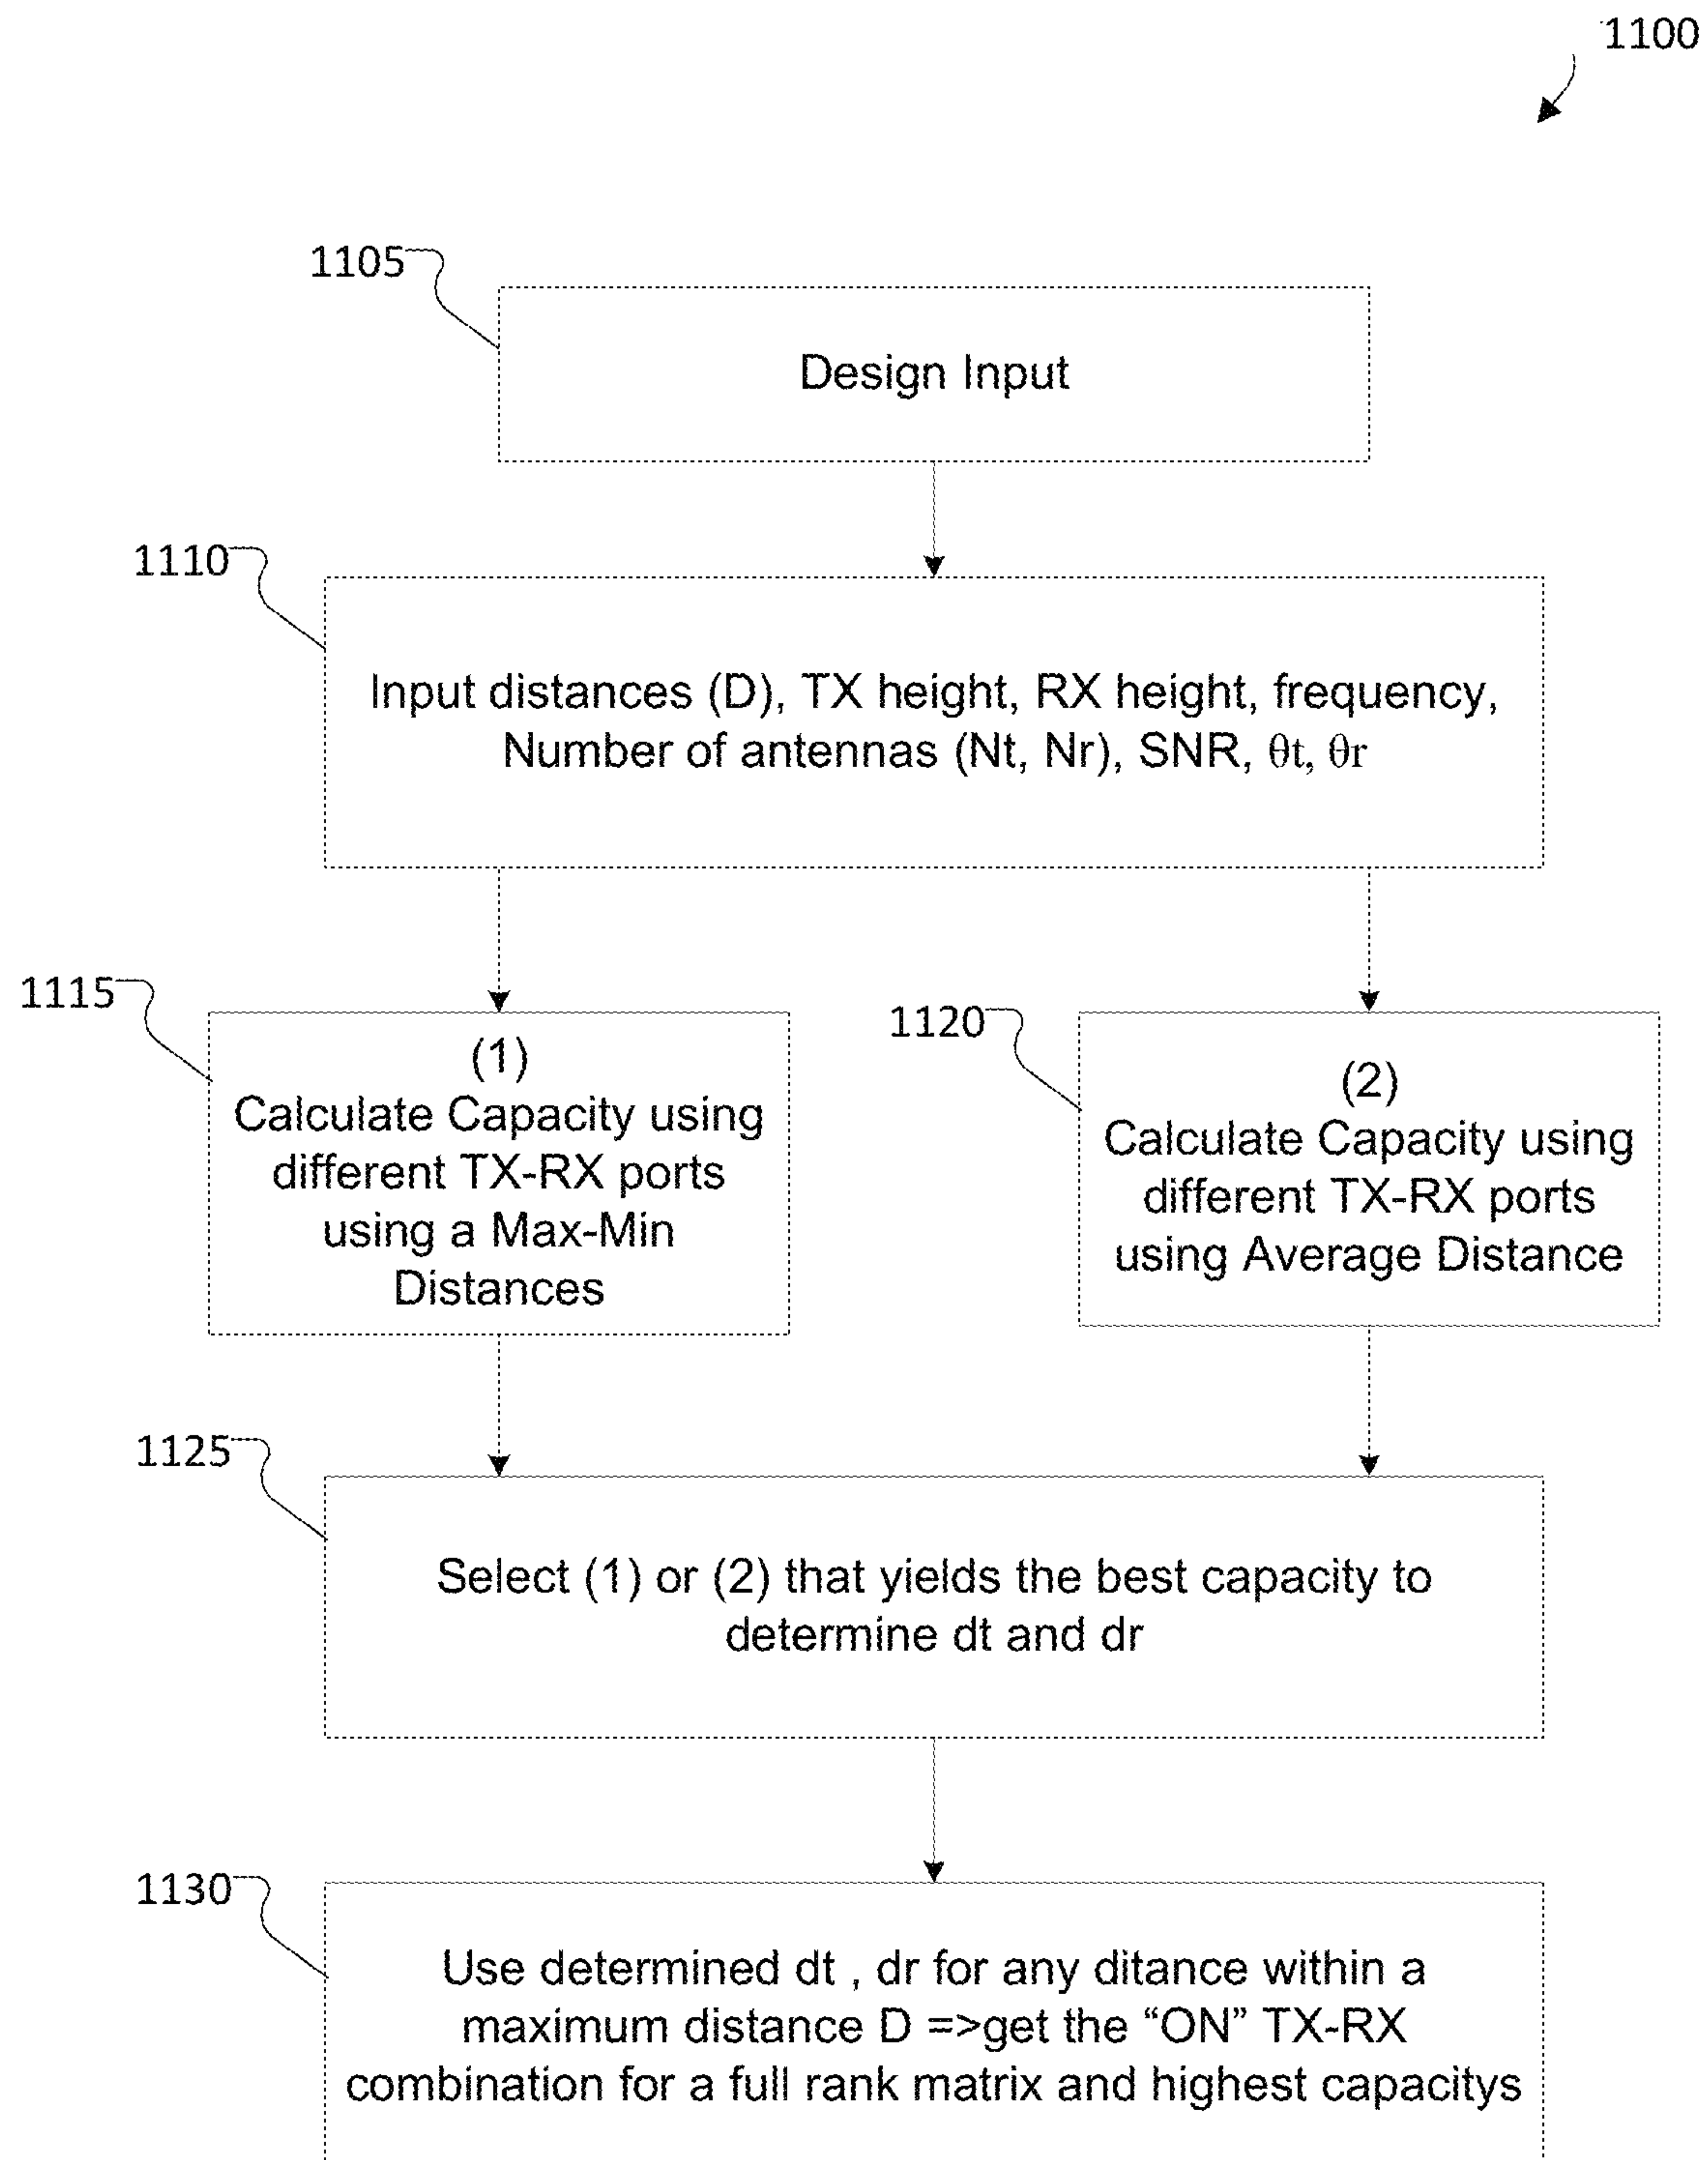 1100
1105
Design Input
1110
Input distances (D), TX height, RX height, frequency,
Number of antennas (Nt, Nr), SNR, θt, θr
1115
(1)
Calculate Capacity using
different TX-RX ports
using a Max-Min
Distances
1120
(2)
Calculate Capacity using
different TX-RX ports
using Average Distance
1125
Select (1) or (2) that yields the best capacity to
determine dt and dr
1130
Use determined dt , dr for any ditance within a
maximum distance D =>get the “ON” TX-RX
combination for a full rank matrix and highest capacitys